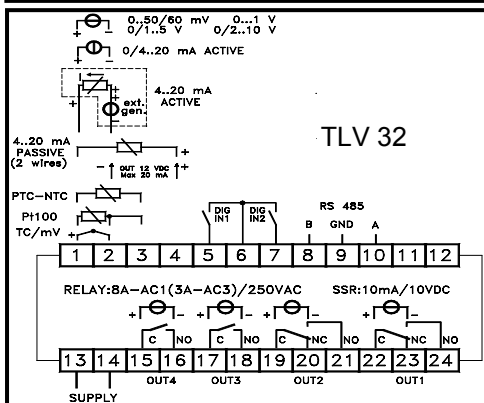 0..50/60 mV 0...1 V
0/1..5 V 0/2..10 V
+ -
0/4..20 mA ACTIVE
+ -
I
+
+
ext.
gen.
-
4..20 mA
ACTIVE
TLV 32
4..20 mA
PASSIVE
(2 wires)
- +
- OUT 12 VDC +
Max 20 mA
PTC-NTC
Pt100
TC/mV
+ -
DIG
IN1
DIG
IN2
RS 485
B GND A
1 2 3 4 5 6 7 8 9 10 11 12
RELAY:8A-AC1(3A-AC3)/250VAC SSR:10mA/10VDC
+ - + - + - + -
C NO C NO C NC NO C NC NO
13 14 15 16 17 18 19 20 21 22 23 24
SUPPLY
OUT4 OUT3 OUT2 OUT1